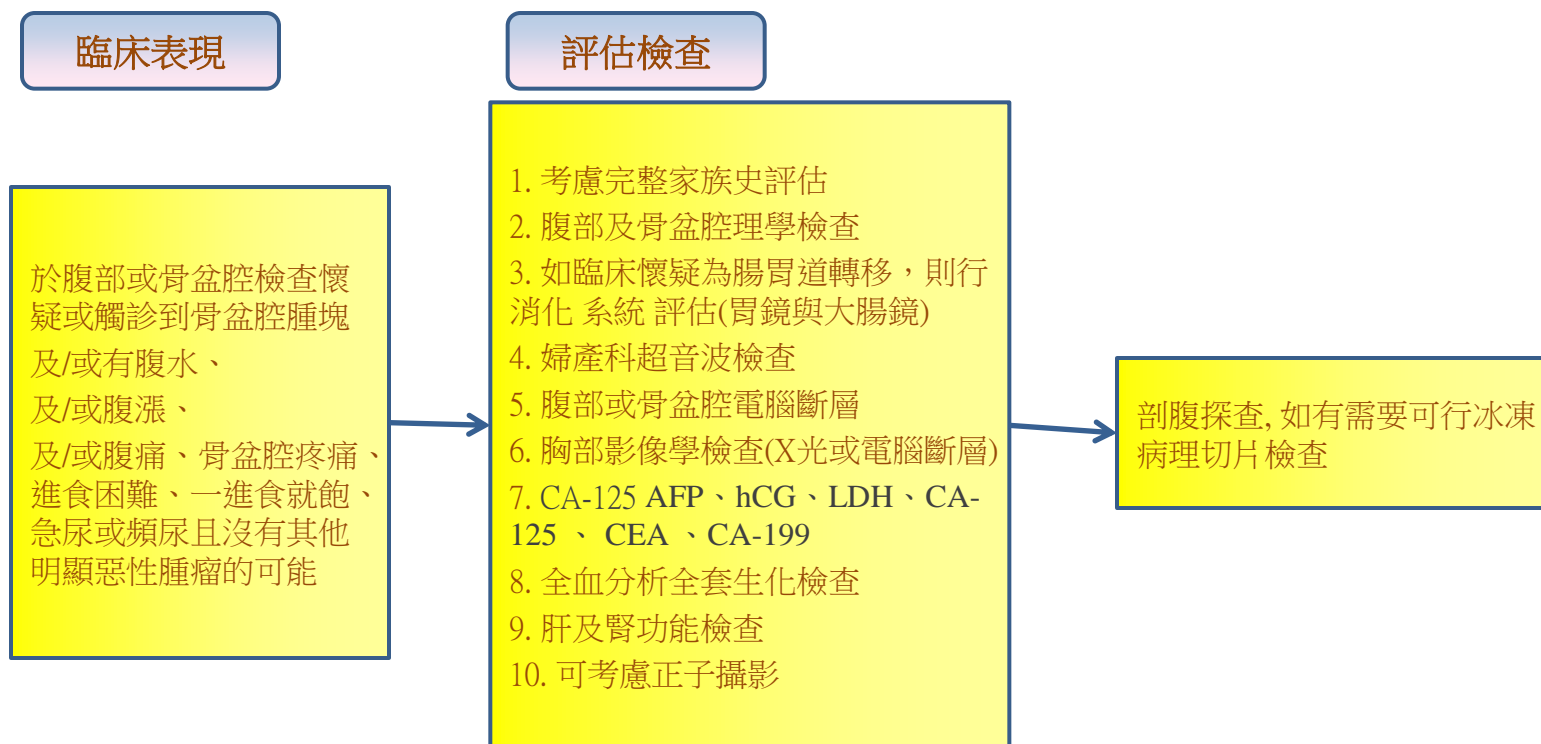 臨床表現
評估檢查
於腹部或骨盆腔檢查懷
疑或觸診到骨盆腔腫塊
及/或有腹水、
及/或腹漲、
及/或腹痛、骨盆腔疼痛、
進食困難、一進食就飽、
急尿或頻尿且沒有其他
明顯惡性腫瘤的可能
1. 考慮完整家族史評估
2. 腹部及骨盆腔理學檢查
3. 如臨床懷疑為腸胃道轉移，則行
消化 系統 評估(胃鏡與大腸鏡)
4. 婦產科超音波檢查
5. 腹部或骨盆腔電腦斷層
6. 胸部影像學檢查(X光或電腦斷層)
7. CA-125 AFP、hCG、LDH、CA-
125 、 CEA 、CA-199
8. 全血分析全套生化檢查
9. 肝及腎功能檢查
10. 可考慮正子攝影
剖腹探查, 如有需要可行冰凍
病理切片檢查